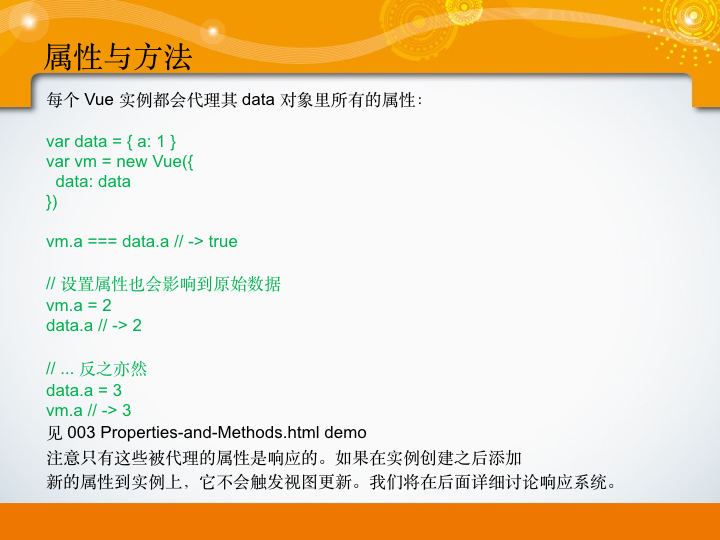 属性与方法
每个 Vue 实例都会代理其 data 对象里所有的属性：
var data = { a: 1 }
var vm = new Vue({
  data: data
})
vm.a === data.a // -> true
// 设置属性也会影响到原始数据
vm.a = 2
data.a // -> 2
// ... 反之亦然
data.a = 3
vm.a // -> 3
见 003 Properties-and-Methods.html demo
注意只有这些被代理的属性是响应的。如果在实例创建之后添加
新的属性到实例上，它不会触发视图更新。我们将在后面详细讨论响应系统。